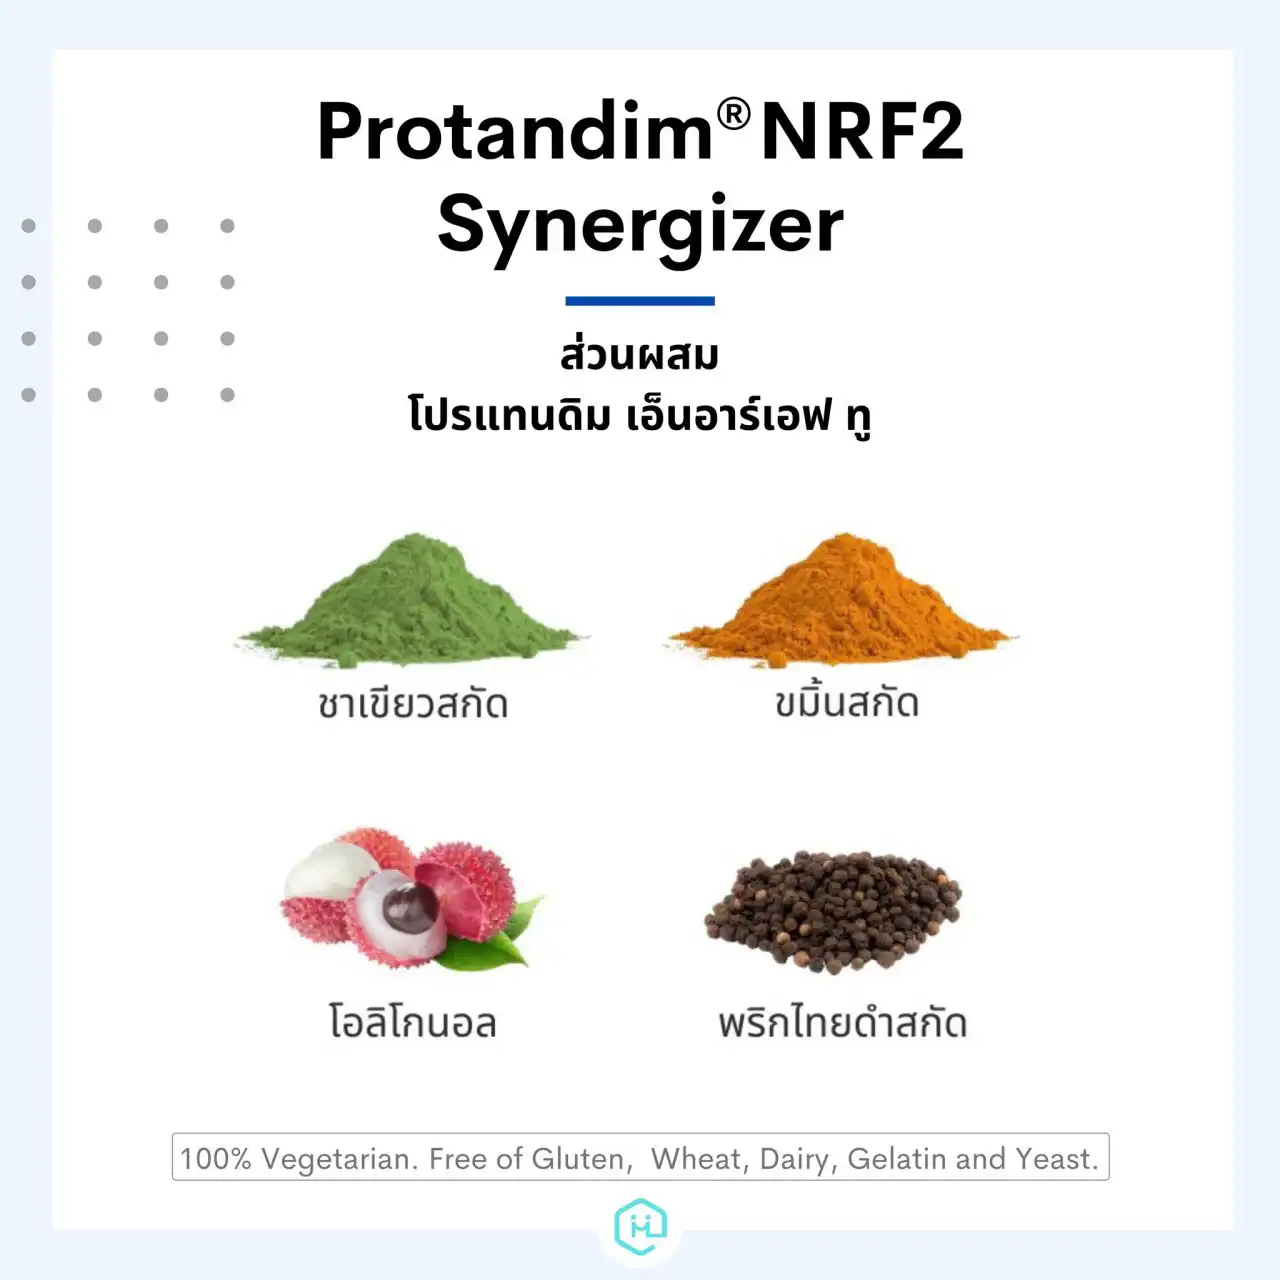 Protandim® NRF2
Synergizer
ส่วนผสม
โปรแทนดิม เอ็นอาร์เอฟ ทู
ชาเขียวสกัด
ขมิ้นสกัด
โอลิโกนอล
พริกไทยดำสกัด
100% Vegetarian. Free of Gluten, Wheat, Dairy, Gelatin and Yeast.